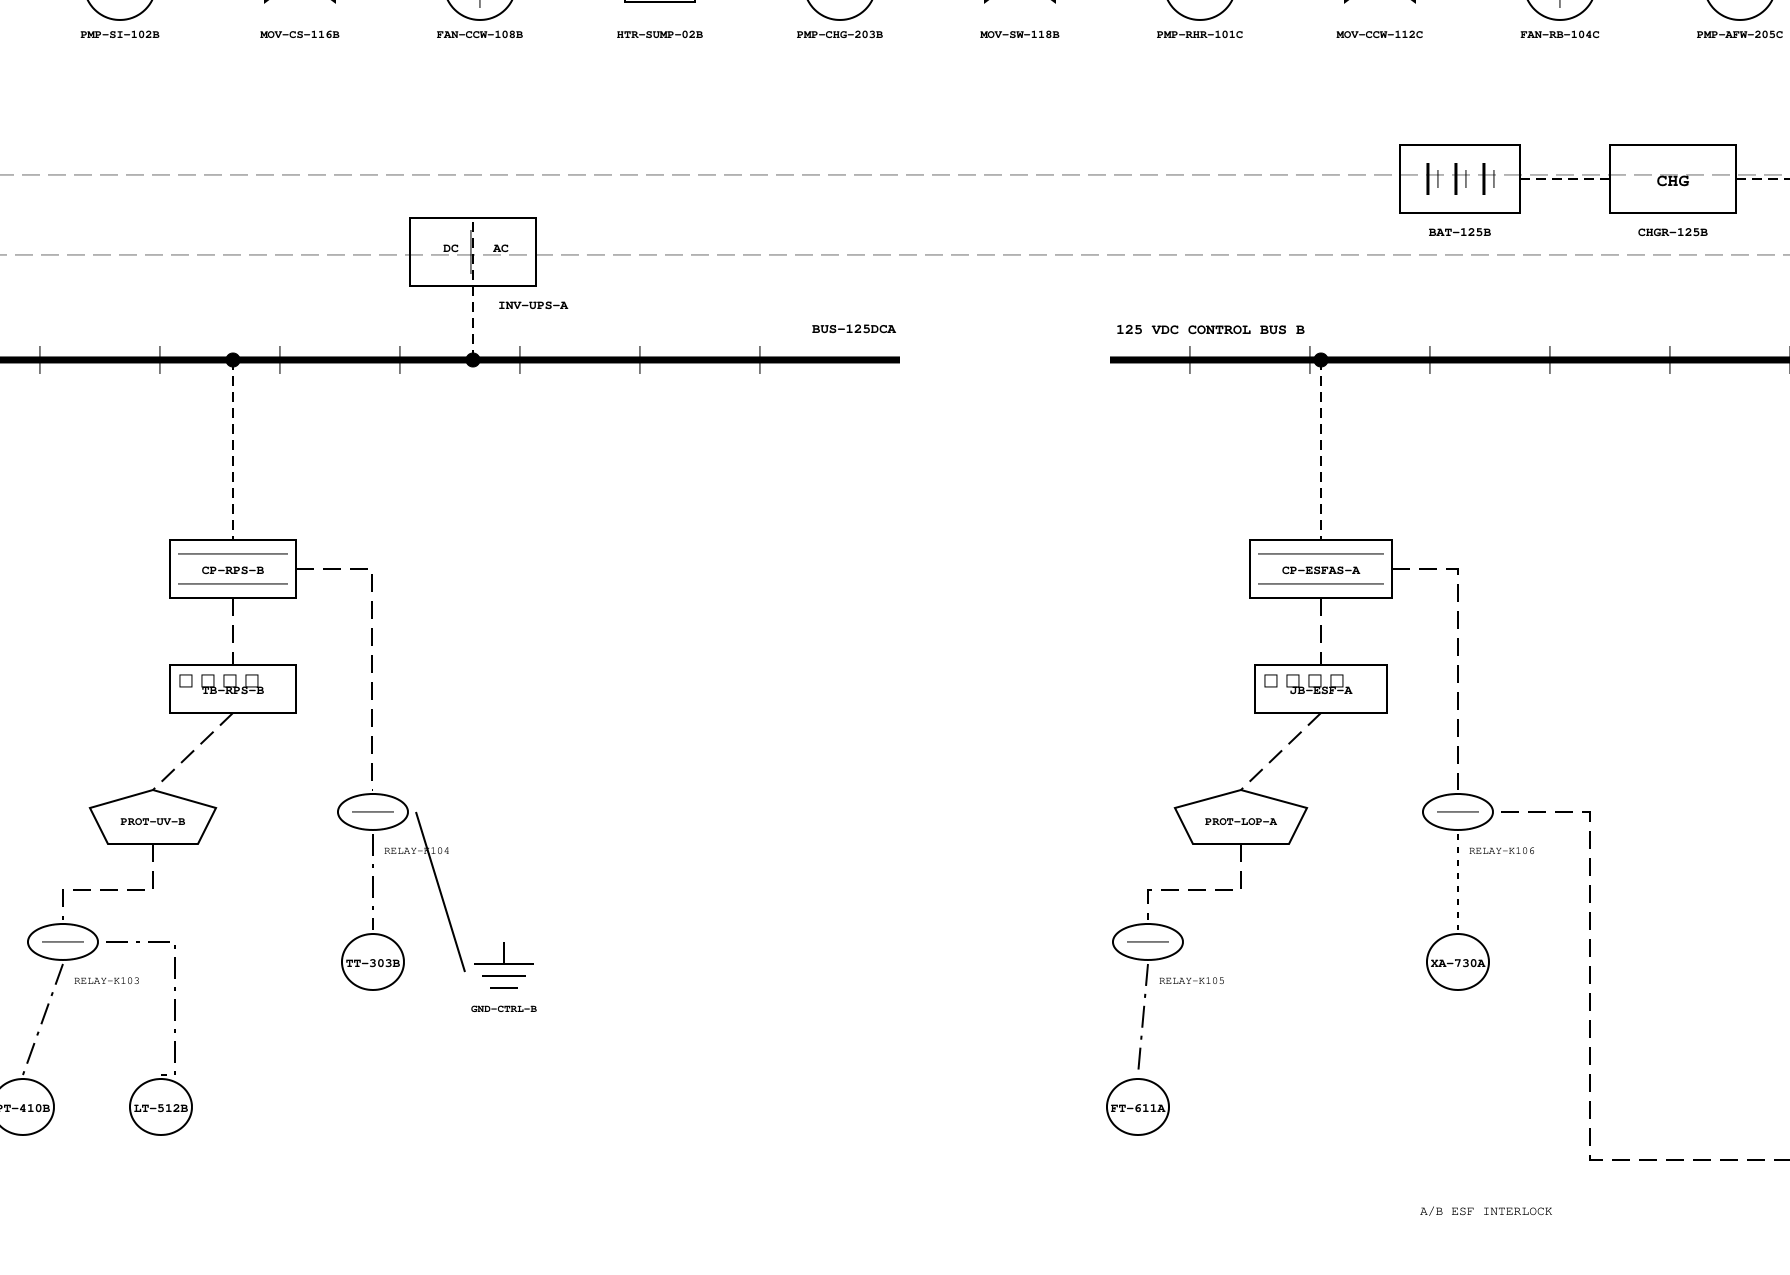 PMP-SI-102B
MOV-CS-116B
FAN-CCW-108B
HTR-SUMP-02B
PMP-CHG-203B
MOV-SW-118B
PMP-RHR-101C
MOV-CCW-112C
FAN-RB-104C
PMP-AFW-205C
CHG
BAT-125B
CHGR-125B
DC
AC
INV-UPS-A
BUS-125DCA
125 VDC CONTROL BUS B
CP-RPS-B
CP-ESFAS-A
TB-RPS-B
JB-ESF-A
PROT-UV-B
PROT-LOP-A
RELAY-K104
RELAY-K106
TT-303B
XA-730A
RELAY-K103
RELAY-K105
GND-CTRL-B
PT-410B
LT-512B
FT-611A
A/B ESF INTERLOCK